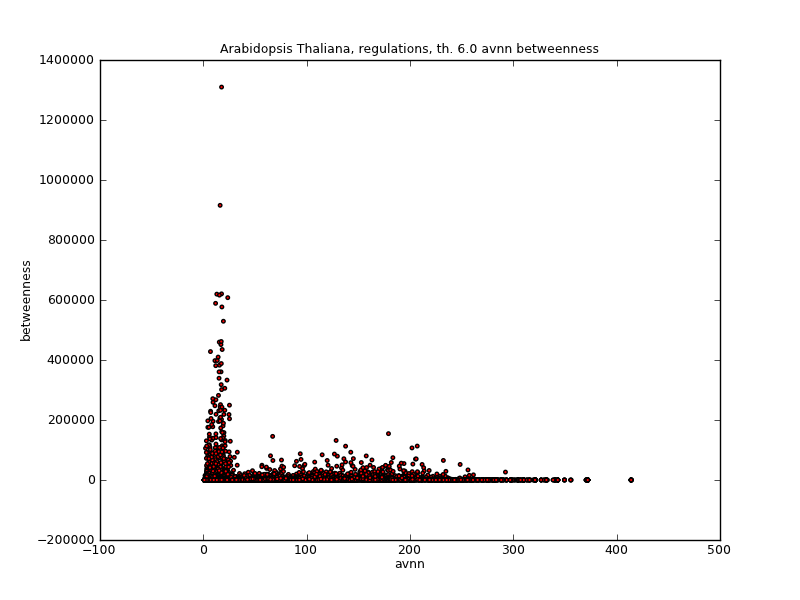 Arabidopsis Thaliana, regulations, th. 6.0 avnn betweenness
1400000
1200000
1000000
800000
600000
400000
200000
0
−200000
betweenness
−100 0 100 200 300 400 500
avnn